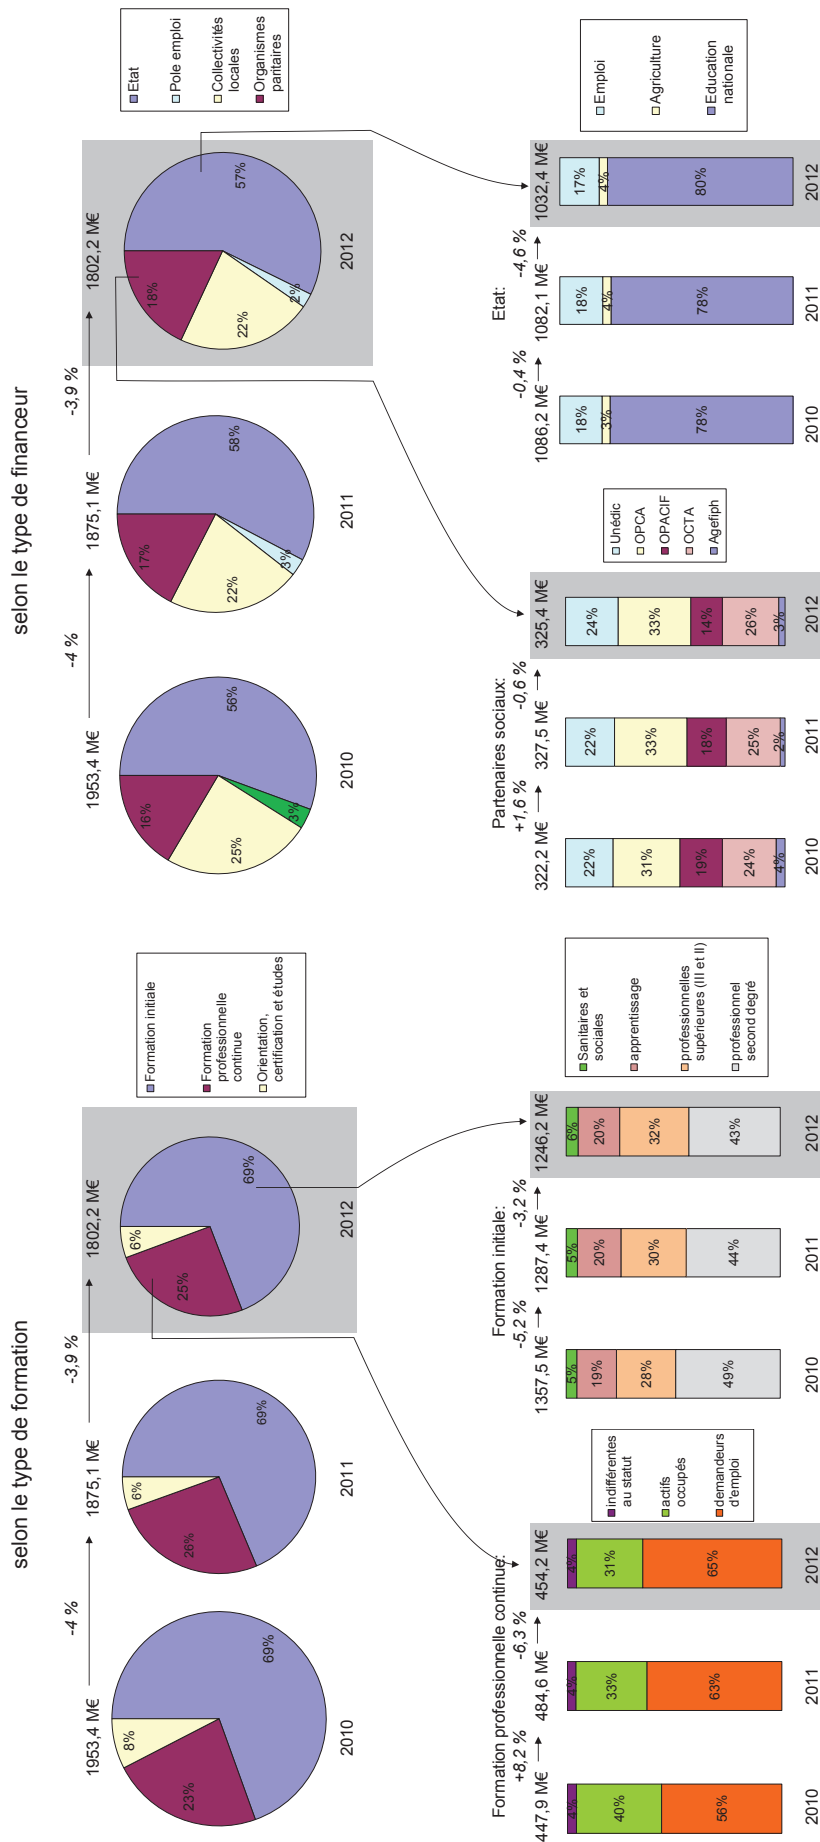 selon le type de formation
-4 %
-3,9 %
1953,4 M€
1875,1 M€
1802,2 M€
8%
23%
69%
6%
26%
69%
6%
25%
69%
2010
2011
2012
Formation initiale
Formation
professionnelle
continue
Orientation,
certification et études
Formation professionnelle continue:
+8,2 %
-6,3 %
447,9 M€
484,6 M€
454,2 M€
4%
40%
56%
4%
33%
63%
4%
31%
65%
2010
2011
2012
indifférentes
au statut
actifs
occupés
demandeurs
d'emploi
Formation initiale:
-5,2 %
-3,2 %
1357,5 M€
1287,4 M€
1246,2 M€
5%
19%
28%
49%
5%
20%
30%
44%
6%
20%
32%
43%
2010
2011
2012
Sanitaires et
sociales
apprentissage
professionnelles
supérieures (III et II)
professionnel
second degré
selon le type de financeur
-4 %
-3,9 %
1953,4 M€
1875,1 M€
1802,2 M€
16%
25%
3%
56%
17%
22%
3%
58%
18%
22%
2%
57%
2010
2011
2012
Etat
Pole emploi
Collectivités
locales
Organismes
paritaires
Partenaires sociaux:
+1,6 %
-0,6 %
322,2 M€
327,5 M€
325,4 M€
22%
31%
19%
24%
4%
22%
33%
18%
25%
2%
24%
33%
14%
26%
3%
2010
2011
2012
Unédic
OPCA
OPACIF
OCTA
Agefiph
Etat:
-0,4 %
-4,6 %
1086,2 M€
1082,1 M€
1032,4 M€
18%
3%
78%
18%
4%
78%
17%
4%
80%
2010
2011
2012
Emploi
Agriculture
Education
nationale